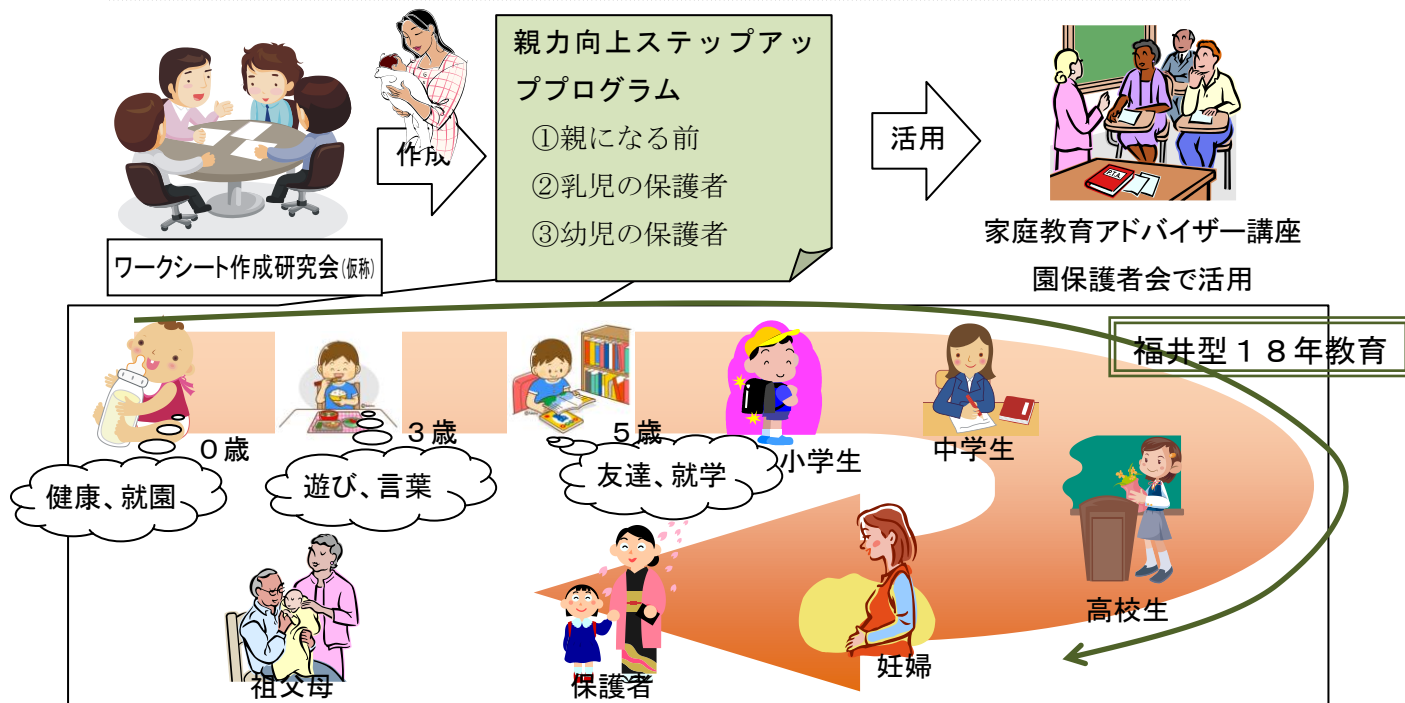 親力向上ステップアッ
ププログラム
①親になる前
②乳児の保護者
③幼児の保護者
作成
活用
ワークシート作成研究会(仮称)
家庭教育アドバイザー講座
園保護者会で活用
福井型１８年教育
０歳
３歳
５歳
小学生
中学生
健康、就園
遊び、言葉
友達、就学
高校生
祖父母
保護者
妊婦